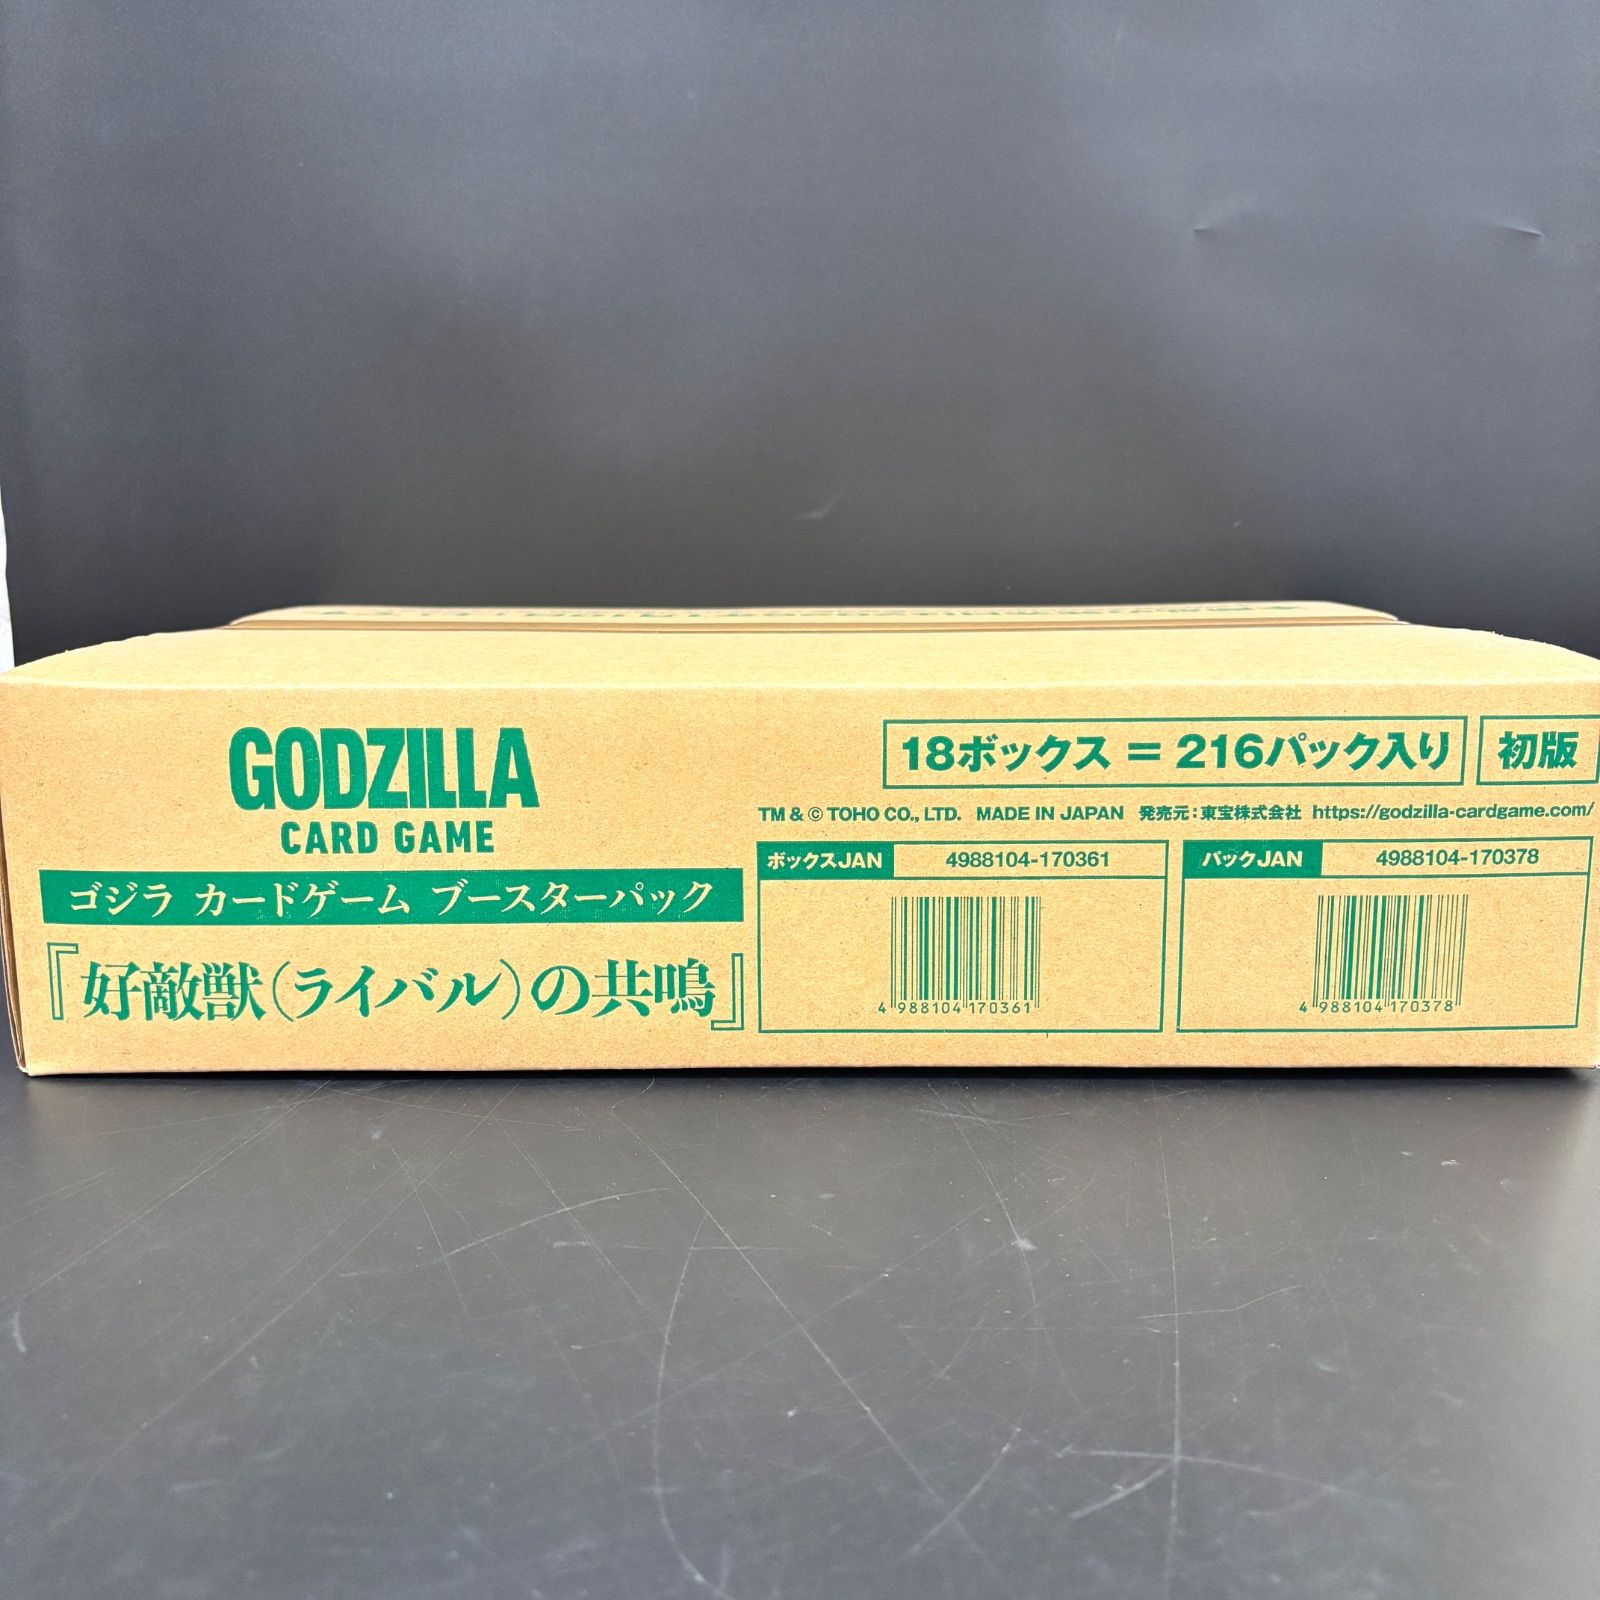 GODZILLA
CARD GAME
ゴジラ カードゲーム ブースターパック
『好敵獣(ライバル)の共鳴』
18ボックス = 216パック入り
初版
TM & © TOHO CO., LTD. MADE IN JAPAN 発売元:東宝株式会社 https://godzilla-cardgame.com/
ボックスJAN 4988104-170361
4 988104 170361
パックJAN 4988104-170378
4 988104 170378